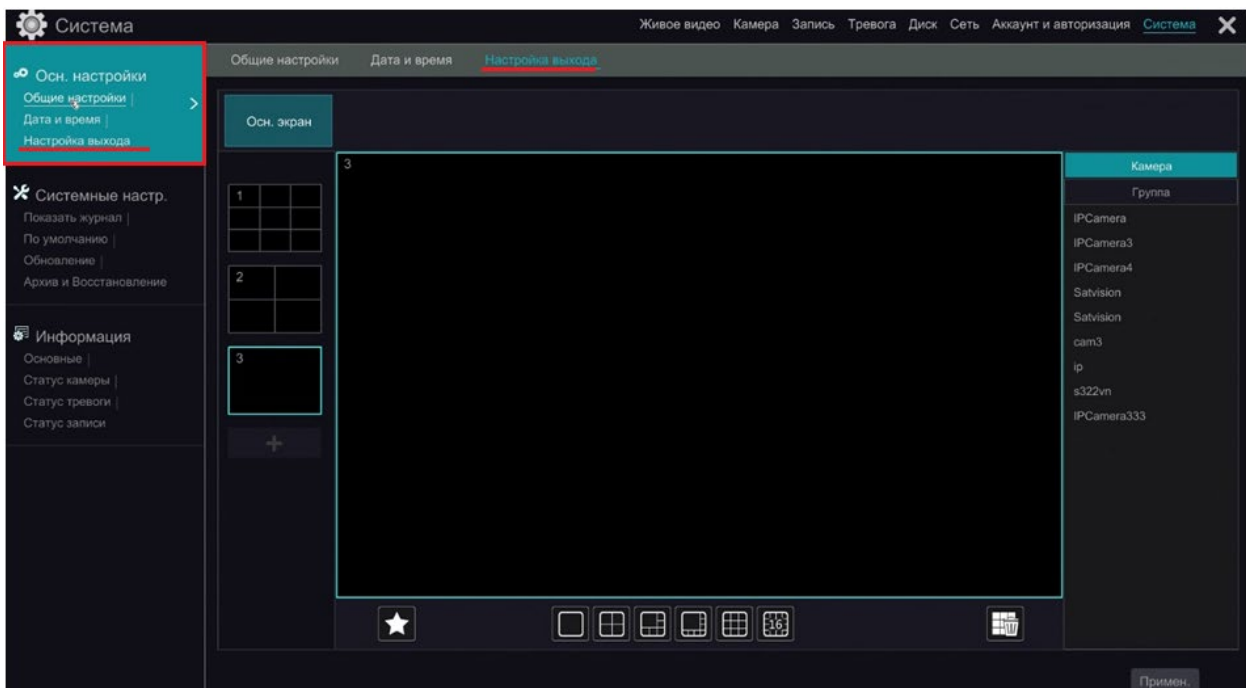 Система
Живое видео Камера Запись Тревога Диск Сеть Аккаунт и авторизация Система
Осн. настройки
Общие настройки |
Дата и время |
Настройка выхода
Системные настр.
Показать журнал |
По умолчанию |
Обновление |
Архив и Восстановление
Информация
Основные |
Статус камеры |
Статус тревоги |
Статус записи
Общие настройки Дата и время Настройка выхода
Осн. экран
1
2
3
3
16
Камера
Группа
IPCamera
IPCamera3
IPCamera4
Satvision
Satvision
cam3
ip
s322vn
IPCamera333
Примен.